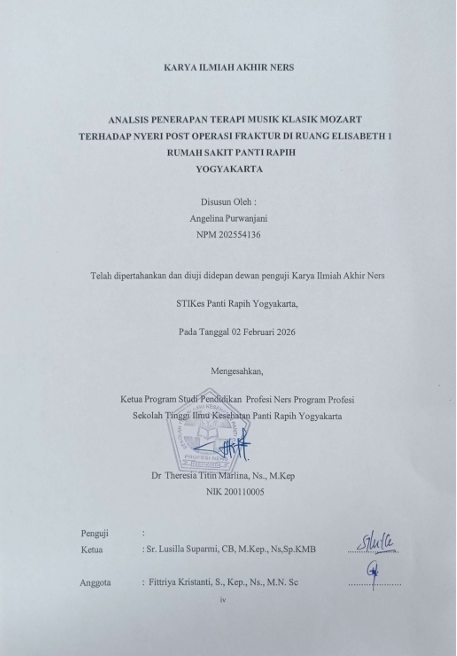 KARYA ILMIAH AKHIR NERS
ANALSIS PENERAPAN TERAPI MUSIK KLASIK MOZART
TERHADAP NYERI POST OPERASI FRAKTUR DI RUANG ELISABETH 1
RUMAH SAKIT PANTI RAPIH
YOGYAKARTA
Disusun Oleh :
Angelina Purwanjani
NPM 202554136
Telah dipertahankan dan diuji didepan dewan penguji Karya Ilmiah Akhir Ners
STIKes Panti Rapih Yogyakarta,
Pada Tanggal 02 Februari 2026
Mengesahkan,
Ketua Program Studi Pendidikan Profesi Ners Program Profesi
Sekolah Tinggi Ilmu Kesehatan Panti Rapih Yogyakarta
Dr Theresia Titin Marlina, Ns., M.Kep
NIK 200110005
Penguji :
Ketua : Sr. Lusilla Suparmi, CB, M.Kep., Ns,Sp.KMB
Anggota : Fittriya Kristanti, S., Kep., Ns., M.N. Sc
iv